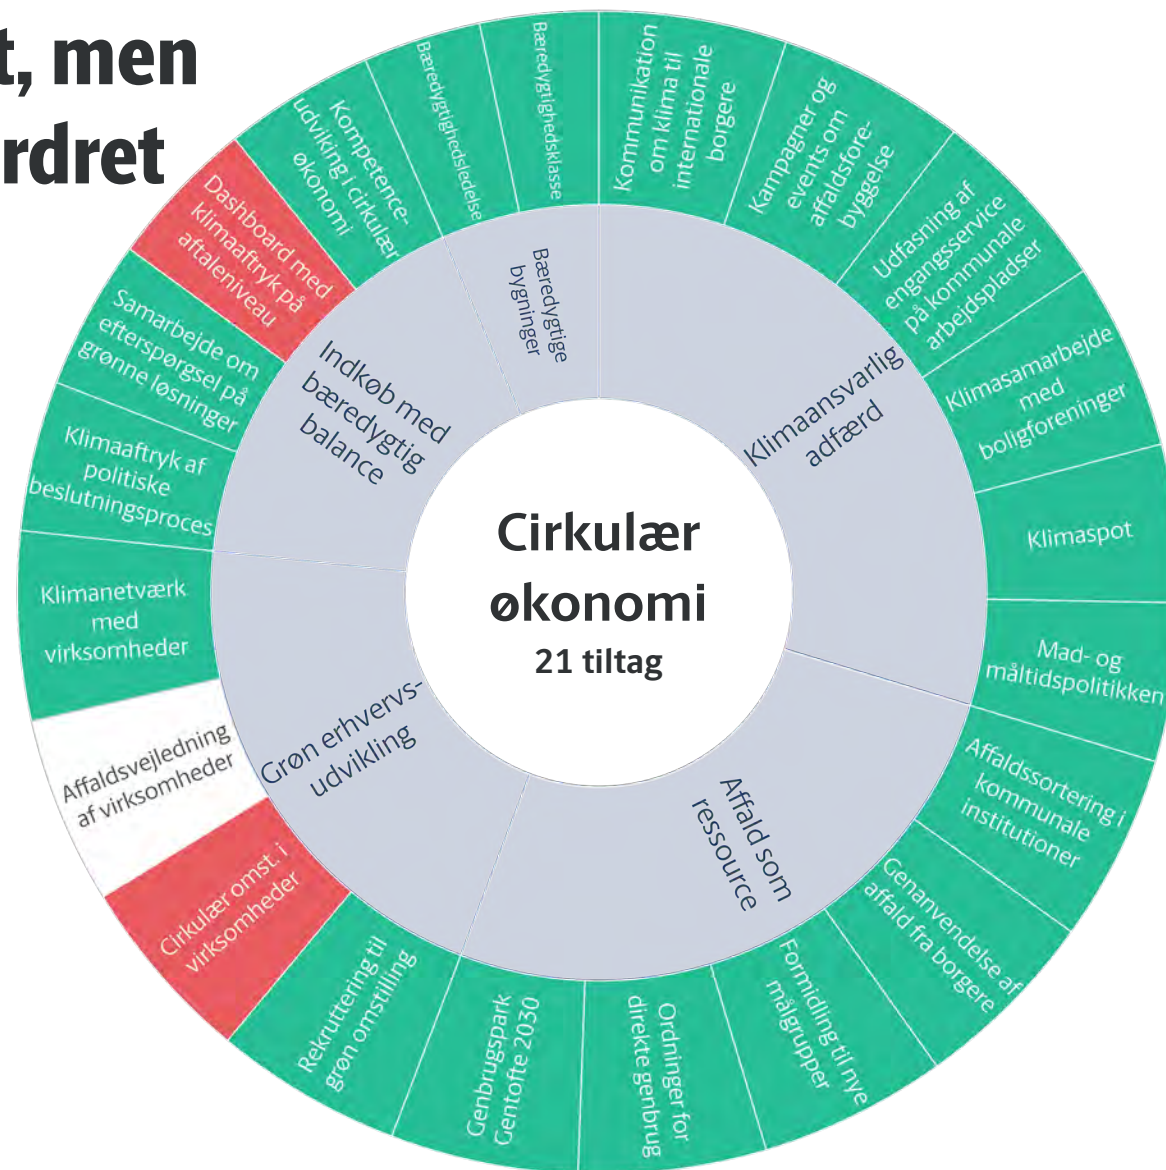 t, men
rdret
Cirkulær
økonomi
21 tiltag
Klimaansvarlig
adfærd
Affald som
ressource
Grøn erhvervs-
udvikling
Indkøb med
bæredygtig
balance
Bæredygtige
bygninger
Kommunikation
om klima til
internationale
borgere
Kampagner og
events om
affaldsfore-
byggelse
Udfasning af
engangsservice
på kommunale
arbejdspladser
Klimasamarbejde
med
boligforeninger
Klimaspot
Mad- og
måltidspolitikken
Affaldssortering i
kommunale
institutioner
Genanvendelse af
affald fra borgere
Formidling til nye
målgrupper
Ordninger for
direkte genbrug
Genbrugspark
Gentofte 2030
Rekruttering til
grøn omstilling
Cirkulær omst. i
virksomheder
Affaldsvejledning
af virksomheder
Klimanetværk
med
virksomheder
Klimaaftryk af
politiske
beslutningsproces
Samarbejde om
efterspørgsel på
grønne løsninger
Dashboard med
klimaaftryk på
aftaleniveau
Kompetence-
udviking i cirkulær
økonomi
Bæredygtighedsledelse
Bæredygtighedsklasse